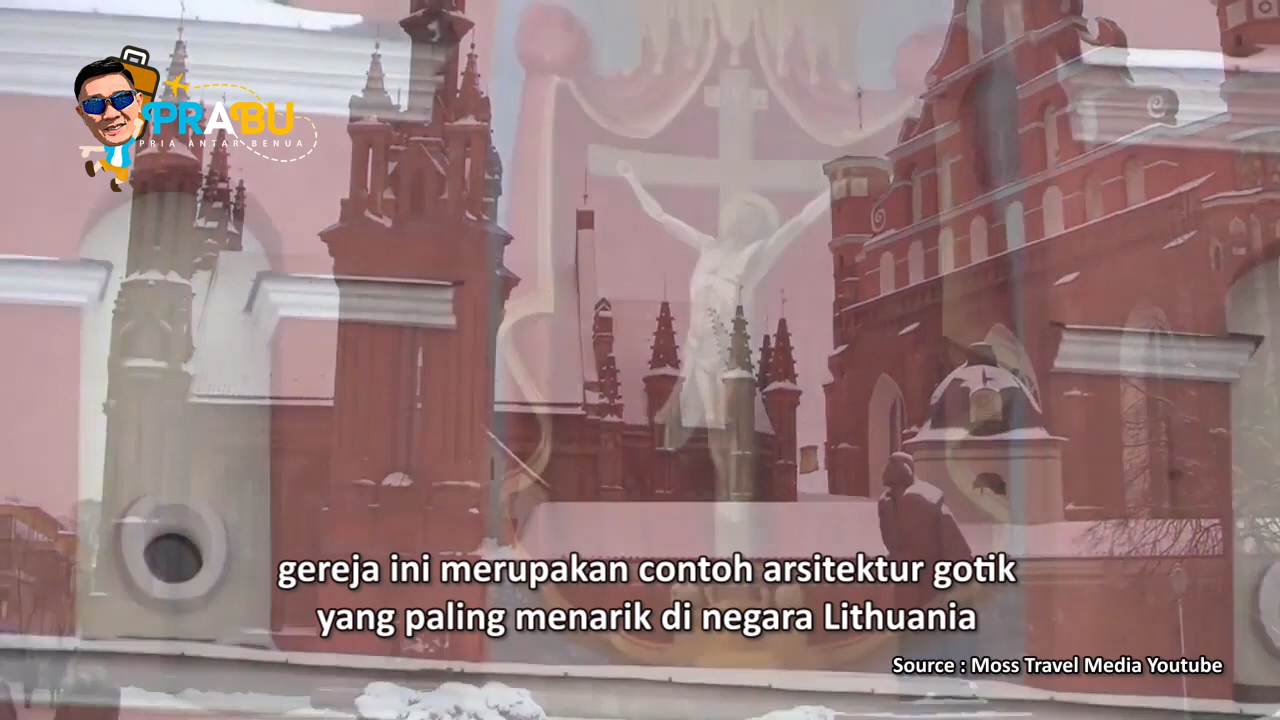 PRABU
PRIA ANTAR BENUA
gereja ini merupakan contoh arsitektur gotik
yang paling menarik di negara Lithuania
Source : Moss Travel Media Youtube